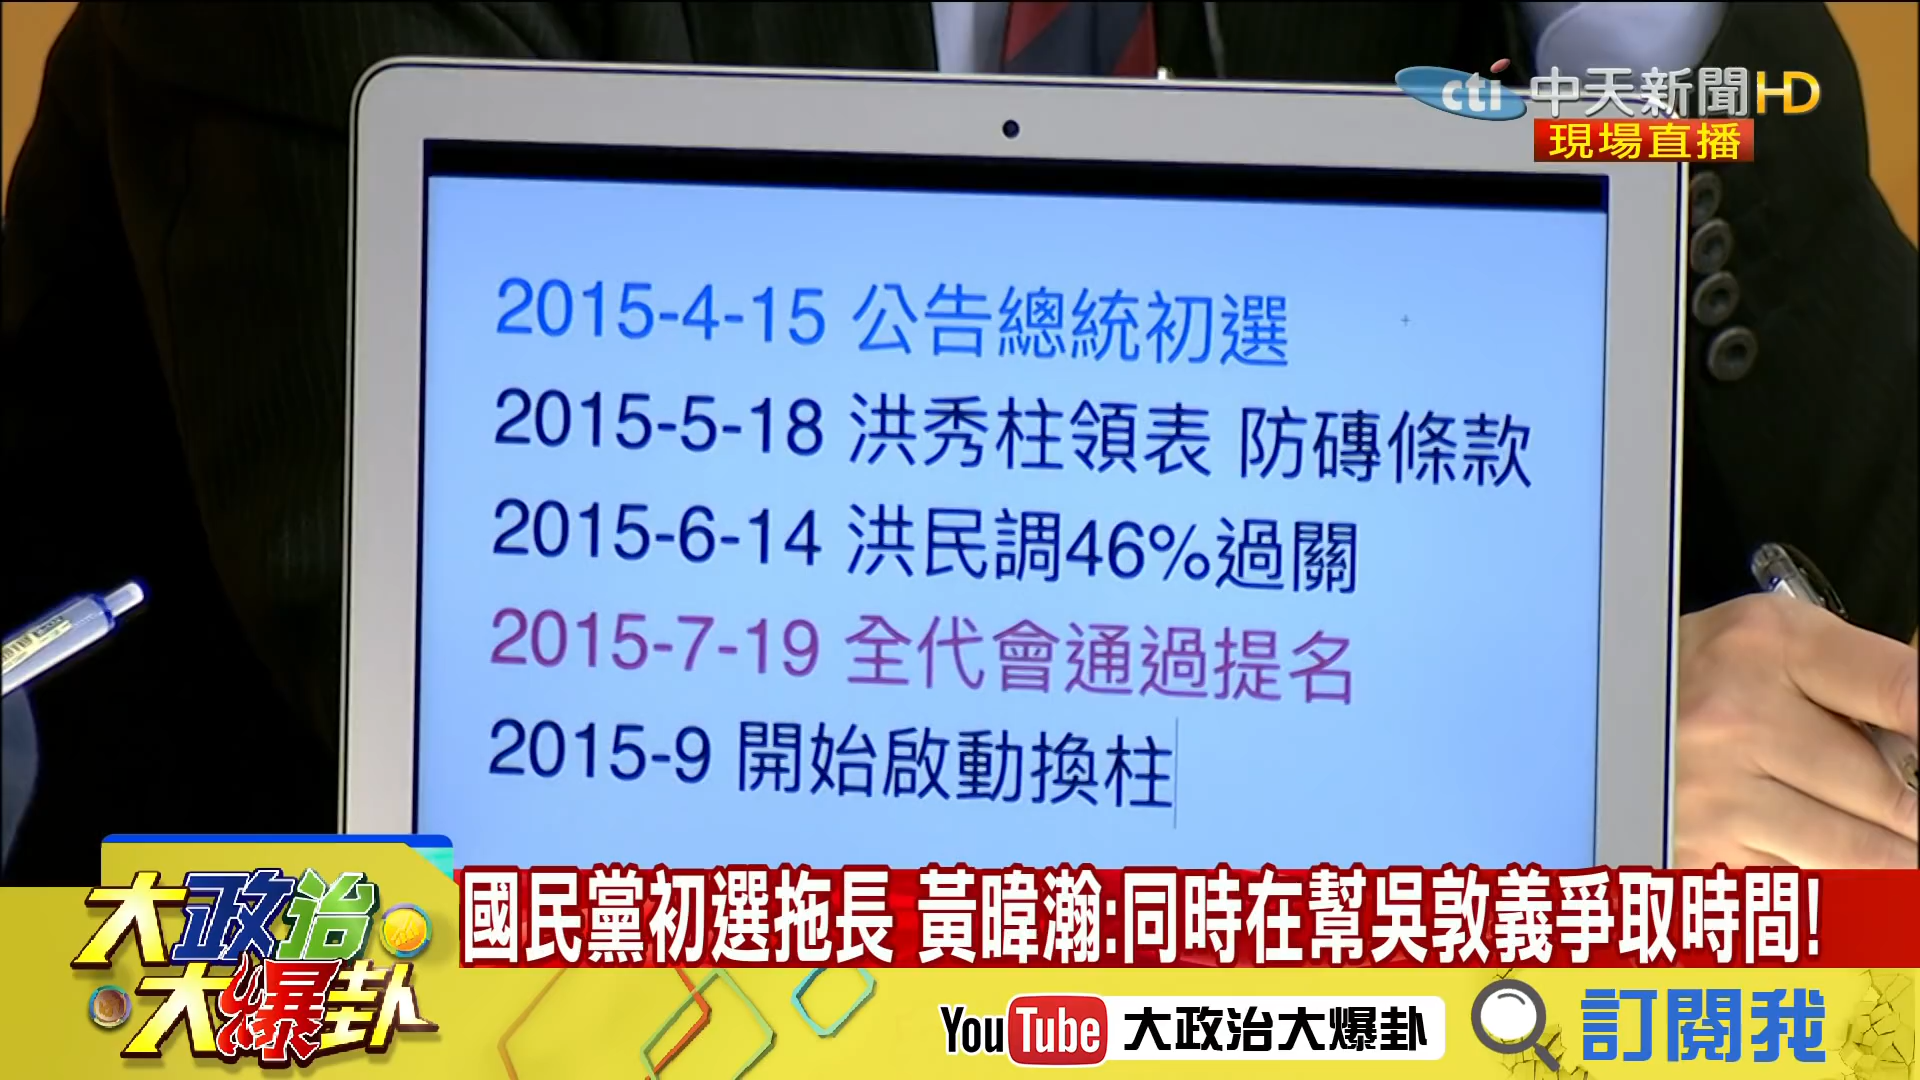 cti 中天新聞HD
現場直播
2015-4-15 公告總統初選
2015-5-18 洪秀柱領表 防磚條款
2015-6-14 洪民調46%過關
2015-7-19 全代會通過提名
2015-9 開始啟動換柱
大政治
大爆卦
國民黨初選拖長 黃暐瀚:同時在幫吳敦義爭取時間!
YouTube 大政治大爆卦
訂閱我